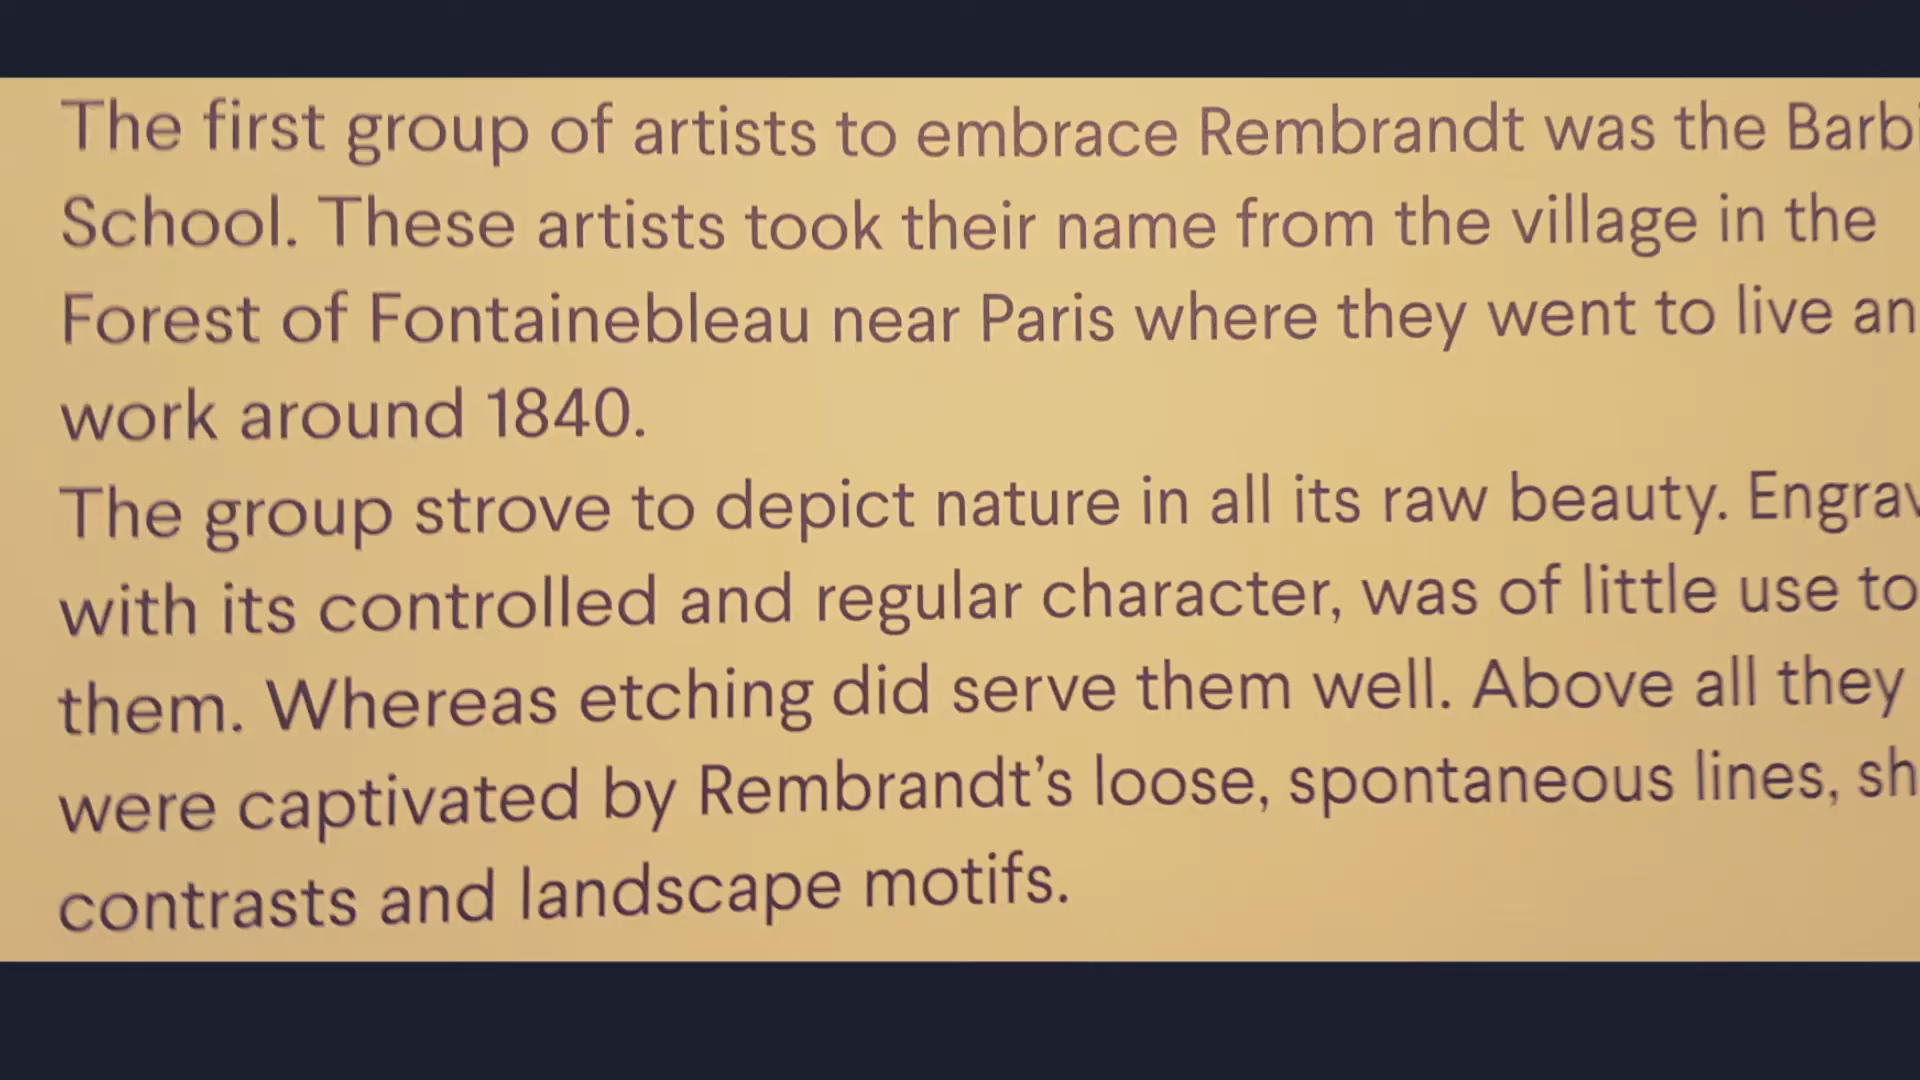 The first group of artists to embrace Rembrandt was the Barbi
School. These artists took their name from the village in the
Forest of Fontainebleau near Paris where they went to live an
work around 1840.
The group strove to depict nature in all its raw beauty. Engrav
with its controlled and regular character, was of little use to
them. Whereas etching did serve them well. Above all they
were captivated by Rembrandt’s loose, spontaneous lines, sh
contrasts and landscape motifs.